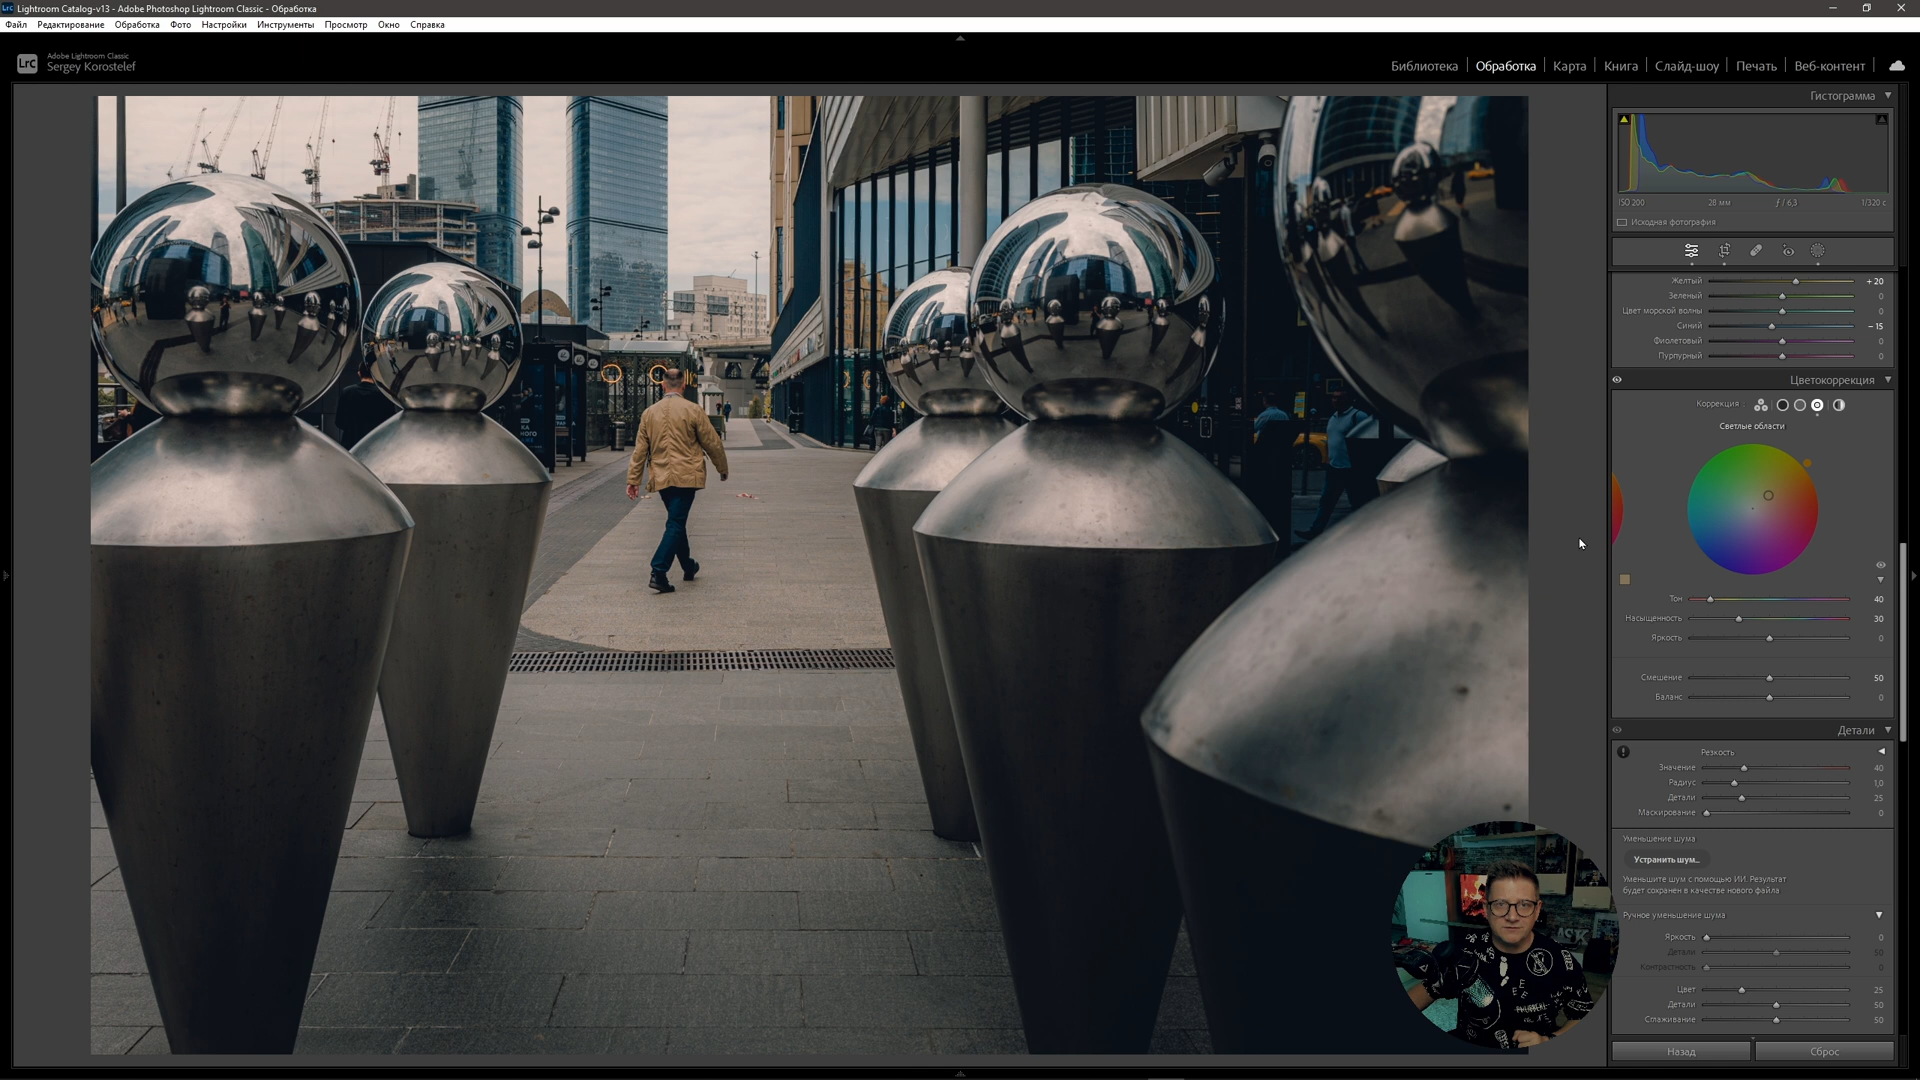 Lightroom Catalog-v13 - Adobe Photoshop Lightroom Classic - Обработка
Файл Редактирование Обработка Фото Настройки Инструменты Просмотр Окно Справка
LrC
Adobe Lightroom Classic
Sergey Korostelef
Библиотека Обработка Карта Книга Слайд-шоу Печать Веб-контент
Гистограмма
ISO 200 28 мм ƒ / 6,3 1/320 с
Исходная фотография
Желтый +20
Зеленый 0
Цвет морской волны 0
Синий −15
Фиолетовый 0
Пурпурный 0
Цветокоррекция
Коррекция :
Светлые области
Тон 40
Насыщенность 30
Яркость 0
Смешение 50
Баланс 0
Детали
Резкость
Значение 40
Радиус 1,0
Детали 25
Маскирование 0
Уменьшение шума
Устранить шум...
Уменьшите шум с помощью ИИ. Результат
будет сохранен в качестве нового файла
Ручное уменьшение шума
Яркость 0
Детали 50
Контрастность 0
Цвет 25
Детали 50
Сглаживание 50
Назад Сброс